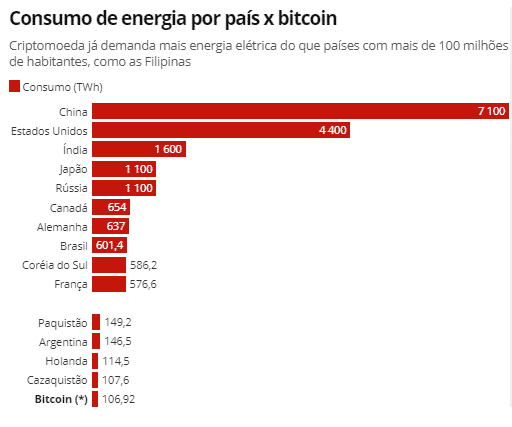 Consumo de energia por país x bitcoin
Criptomoeda já demanda mais energia elétrica do que países com mais de 100 milhões
de habitantes, como as Filipinas
Consumo (TWh)
China 7 100
Estados Unidos 4 400
Índia 1 600
Japão 1 100
Rússia 1 100
Canadá 654
Alemanha 637
Brasil 601,4
Coréia do Sul 586,2
França 576,6
Paquistão 149,2
Argentina 146,5
Holanda 114,5
Cazaquistão 107,6
Bitcoin (*) 106,92